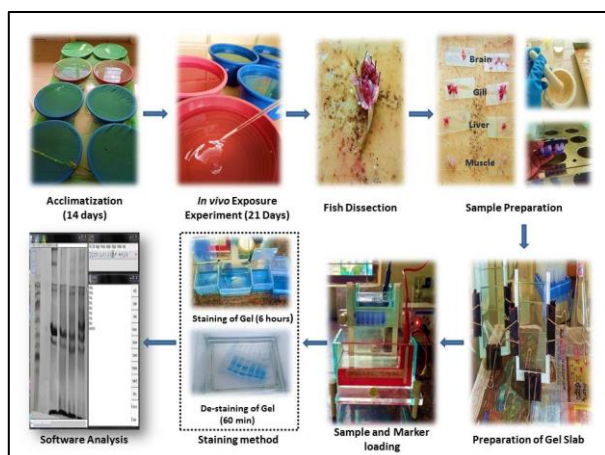 Acclimatization
(14 days)
In vivo Exposure
Experiment (21 Days)
Fish Dissection
Brain
Gill
Liver
Muscle
Sample Preparation
Preparation of Gel Slab
Sample and Marker
loading
Staining of Gel (6 hours)
De-staining of Gel
(60 min)
Staining method
Software Analysis